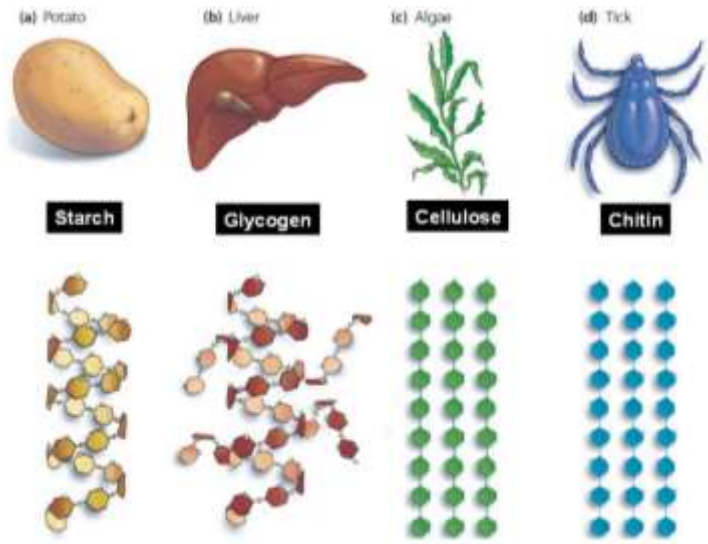 (a) Potato
(b) Liver
(c) Algae
(d) Tick
Starch
Glycogen
Cellulose
Chitin